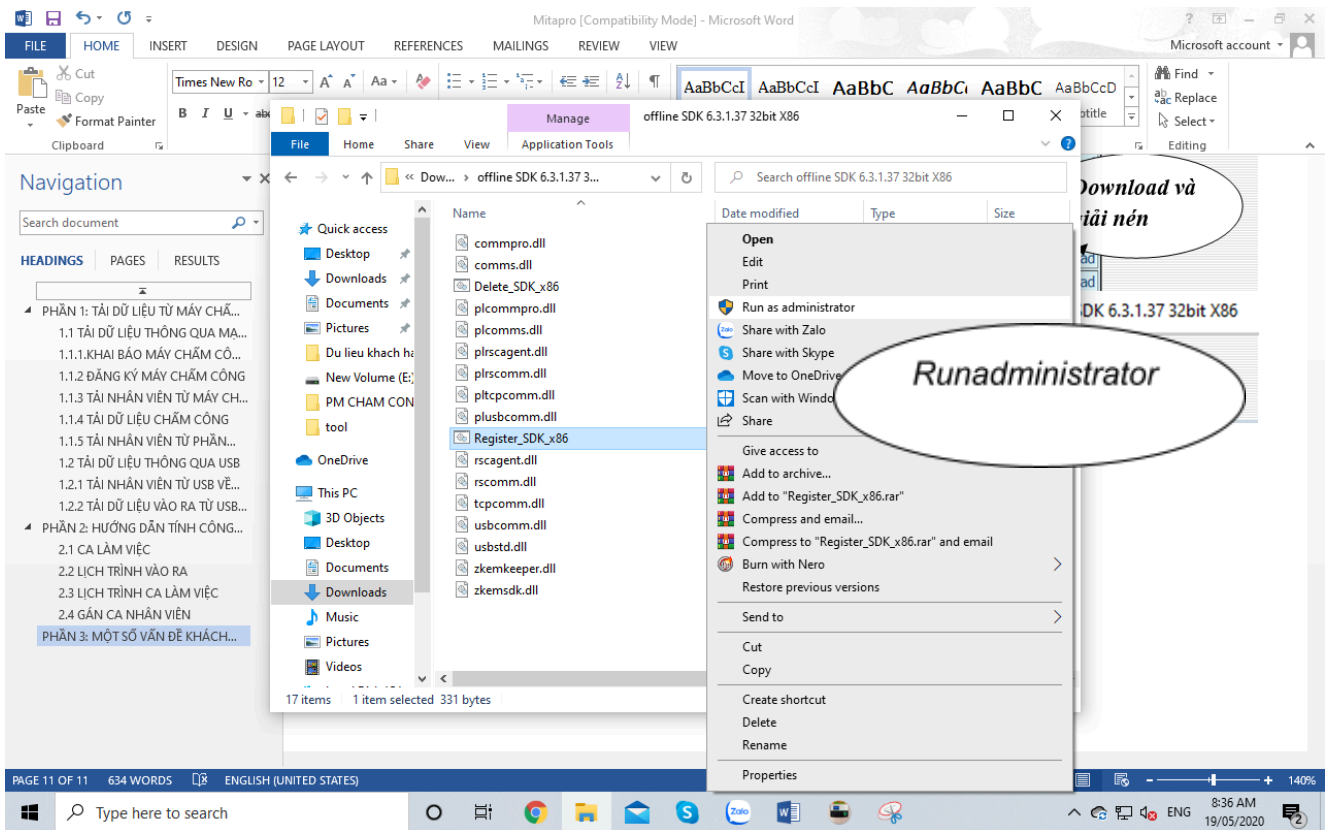 Mitapro [Compatibility Mode] - Microsoft Word
FILE HOME INSERT DESIGN PAGE LAYOUT REFERENCES MAILINGS REVIEW VIEW Microsoft account
Cut
Copy
Format Painter
Paste
Clipboard
Times New Ro 12
B I U
AaBbCcI AaBbCcI AaBbC AaBbCc AaBbC AaBbCcD
Find
Replace
Select
Editing
Manage
offline SDK 6.3.1.37 32bit X86
File Home Share View Application Tools
« Dow... › offline SDK 6.3.1.37 3...
Search offline SDK 6.3.1.37 32bit X86
Navigation
Search document
HEADINGS PAGES RESULTS
PHẦN 1: TẢI DỮ LIỆU TỪ MÁY CHẤ...
1.1 TẢI DỮ LIỆU THÔNG QUA MẠ...
1.1.1.KHAI BÁO MÁY CHẤM CÔ...
1.1.2 ĐĂNG KÝ MÁY CHẤM CÔNG
1.1.3 TẢI NHÂN VIÊN TỪ MÁY CH...
1.1.4 TẢI DỮ LIỆU CHẤM CÔNG
1.1.5 TẢI NHÂN VIÊN TỪ PHẦN...
1.2 TẢI DỮ LIỆU THÔNG QUA USB
1.2.1 TẢI NHÂN VIÊN TỪ USB VỀ...
1.2.2 TẢI DỮ LIỆU VÀO RA TỪ USB...
PHẦN 2: HƯỚNG DẪN TÍNH CÔNG...
2.1 CA LÀM VIỆC
2.2 LỊCH TRÌNH VÀO RA
2.3 LỊCH TRÌNH CA LÀM VIỆC
2.4 GÁN CA NHÂN VIÊN
PHẦN 3: MỘT SỐ VẤN ĐỀ KHÁCH...
Quick access
Desktop
Downloads
Documents
Pictures
Du lieu khach ha
New Volume (E:)
PM CHAM CON
tool
OneDrive
This PC
3D Objects
Desktop
Documents
Downloads
Music
Pictures
Videos
Name Date modified Type Size
commpro.dll
comms.dll
Delete_SDK_x86
plcommpro.dll
plcomms.dll
plrscagent.dll
plrscomm.dll
pltcpcomm.dll
plusbcomm.dll
Register_SDK_x86
rscagent.dll
rscomm.dll
tcpcomm.dll
usbcomm.dll
usbstd.dll
zkemkeeper.dll
zkemsdk.dll
17 items 1 item selected 331 bytes
Open
Edit
Print
Run as administrator
Share with Zalo
Share with Skype
Move to OneDrive
Scan with Windo
Share
Give access to
Add to archive...
Add to "Register_SDK_x86.rar"
Compress and email...
Compress to "Register_SDK_x86.rar" and email
Burn with Nero
Restore previous versions
Send to
Cut
Copy
Create shortcut
Delete
Rename
Properties
Runadministrator
Download và
giải nén
SDK 6.3.1.37 32bit X86
PAGE 11 OF 11 634 WORDS ENGLISH (UNITED STATES) 140%
Type here to search
Zalo
ENG
8:36 AM
19/05/2020
2